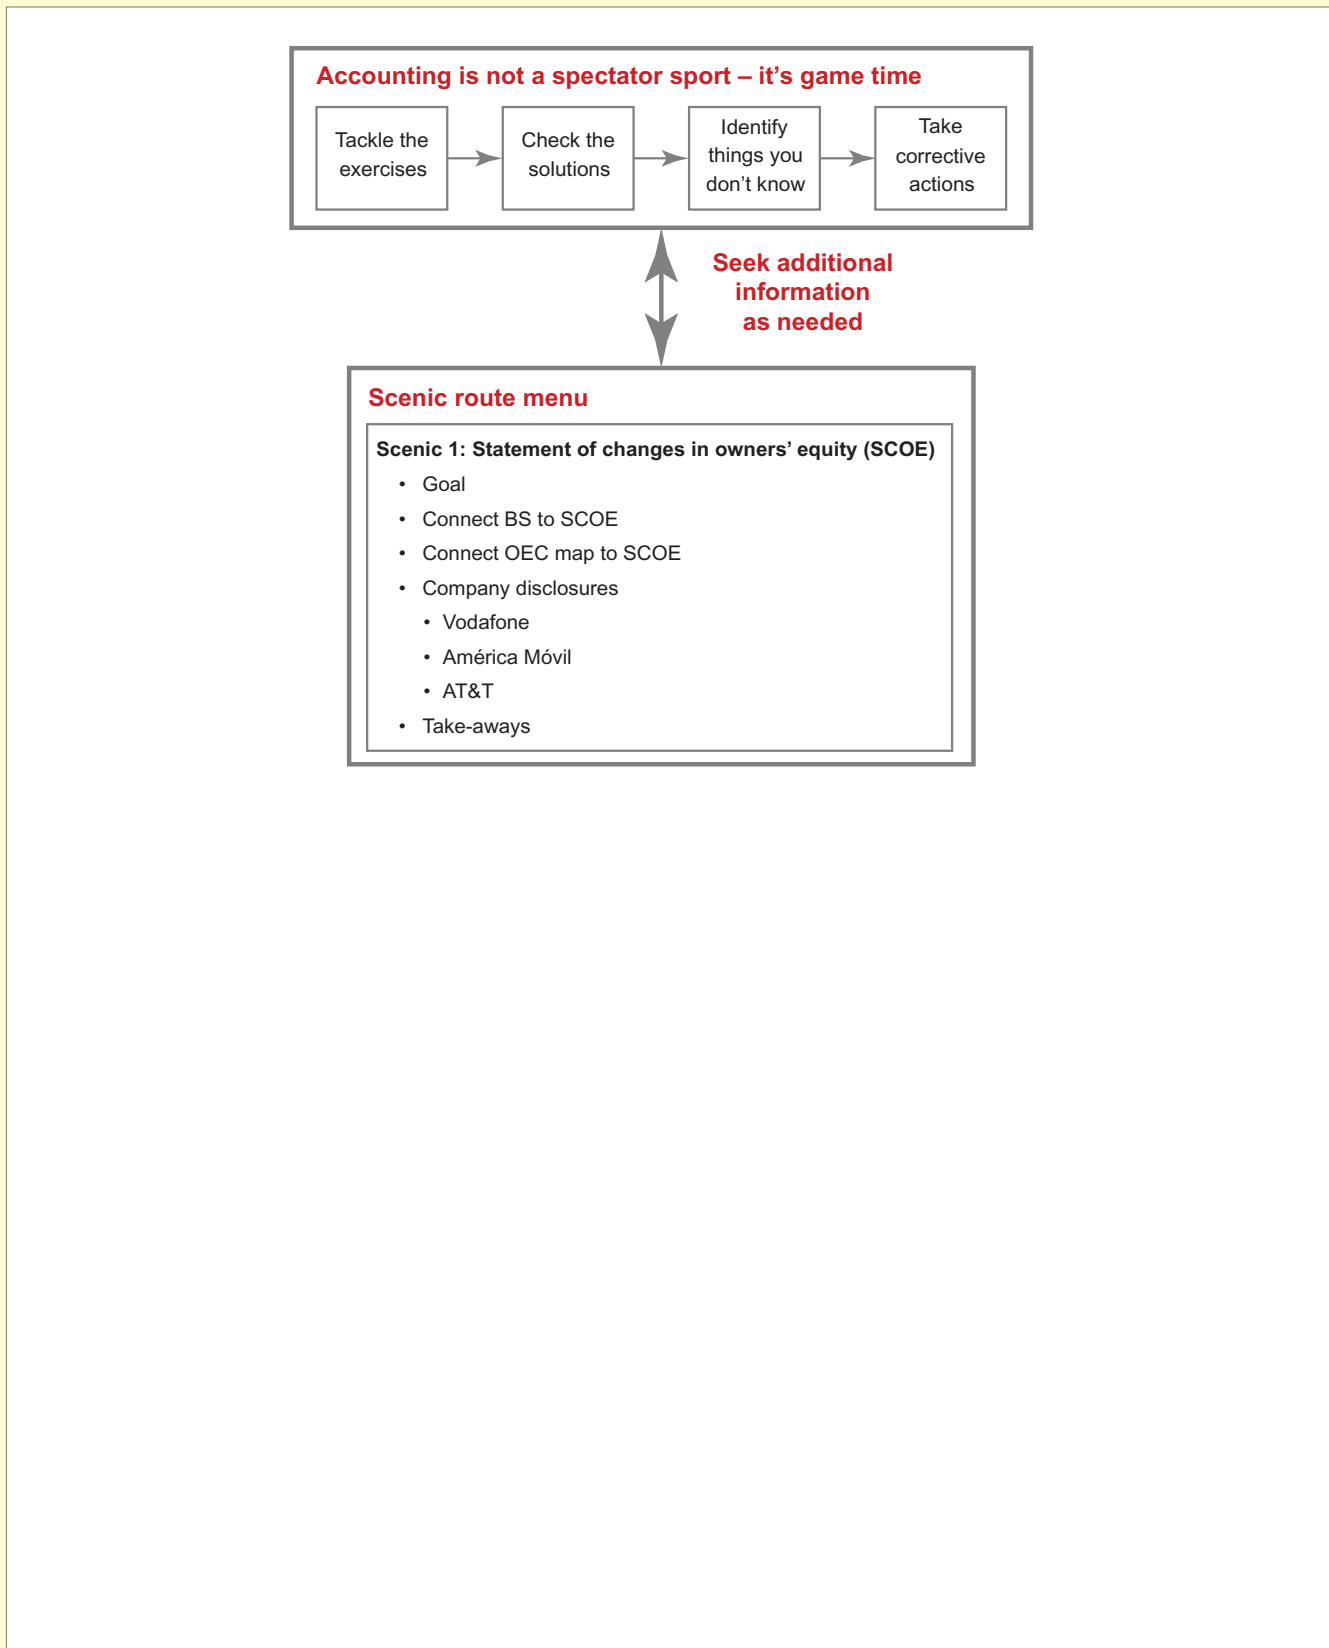 Accounting is not a spectator sport – it’s game time
Tackle the
exercises
Check the
solutions
Identify
things you
don’t know
Take
corrective
actions
Seek additional
information
as needed
Scenic route menu
Scenic 1: Statement of changes in owners’ equity (SCOE)
• Goal
• Connect BS to SCOE
• Connect OEC map to SCOE
• Company disclosures
• Vodafone
• América Móvil
• AT&T
• Take-aways